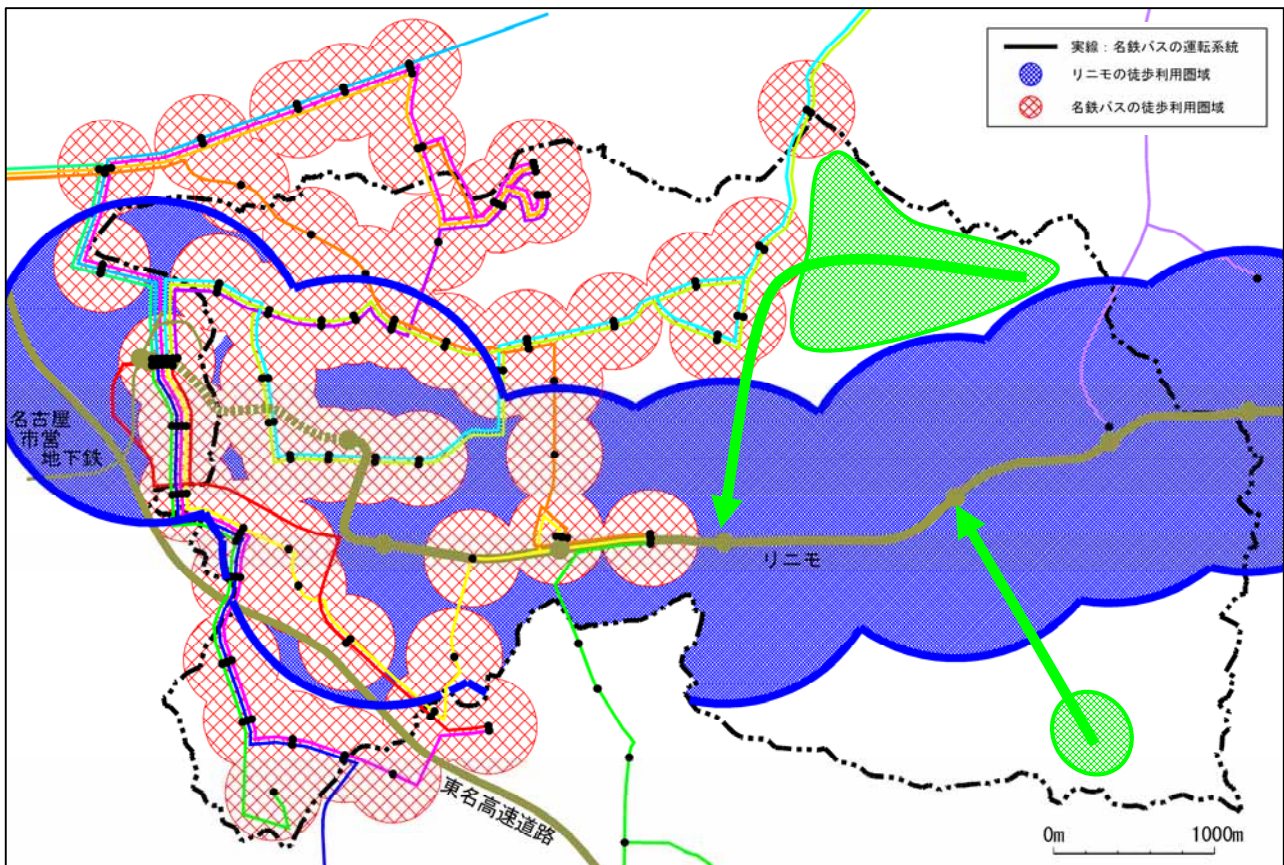 実線：名鉄バスの運転系統
リニモの徒歩利用圏域
名鉄バスの徒歩利用圏域
名古屋
市営
地下鉄
リニモ
東名高速道路
0m
1000m